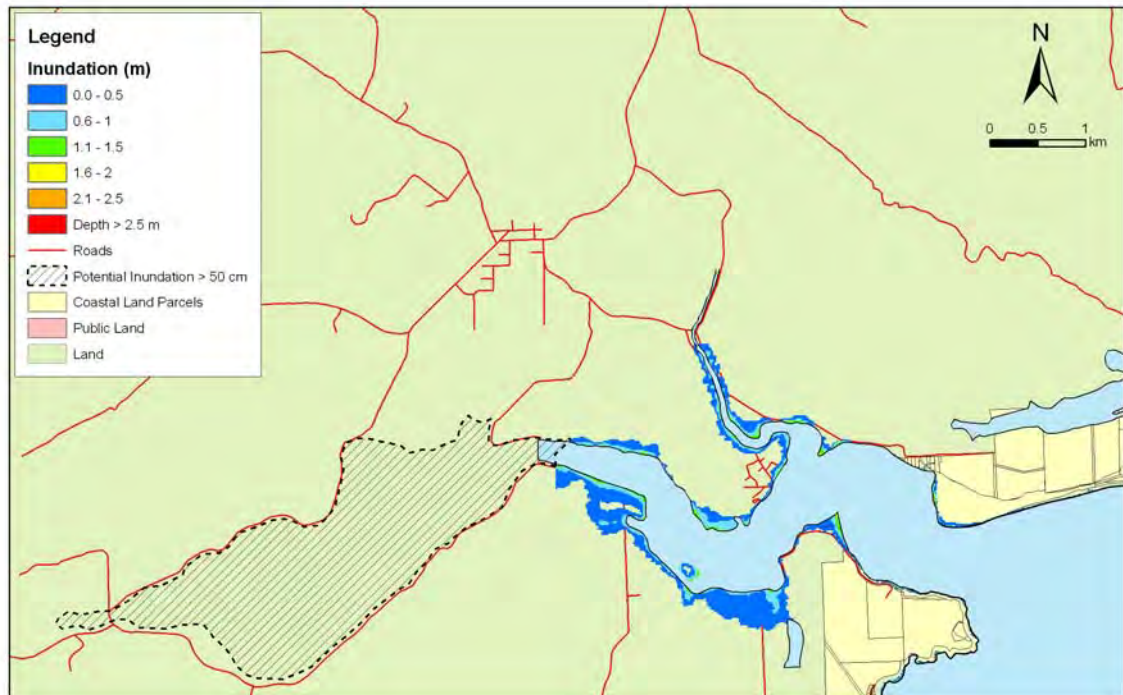 Legend
Inundation (m)
0.0 - 0.5
0.6 - 1
1.1 - 1.5
1.6 - 2
2.1 - 2.5
Depth > 2.5 m
Roads
Potential Inundation > 50 cm
Coastal Land Parcels
Public Land
Land
N
0 0.5 1
km